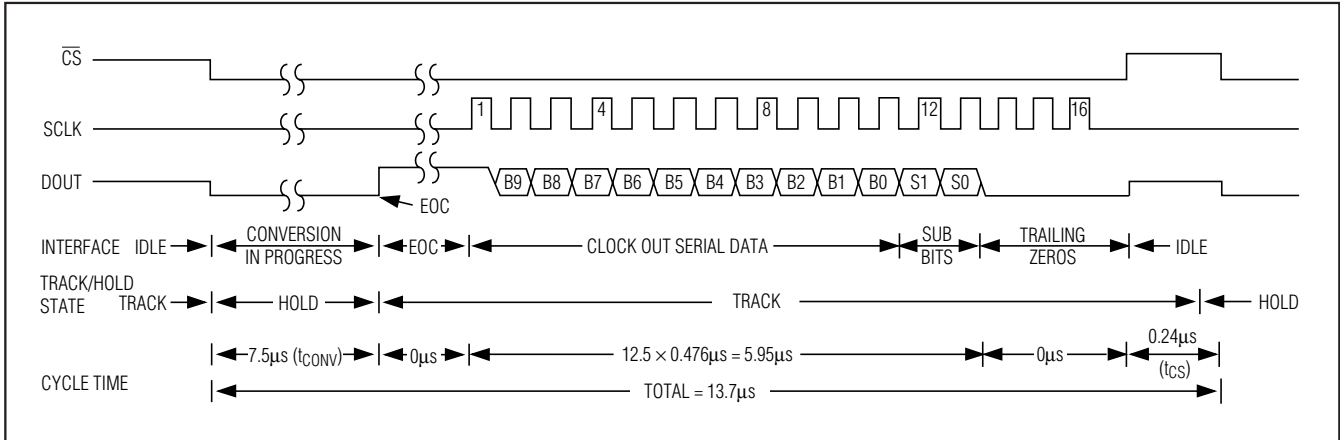 CS
SCLK
1 4 8 12 16
DOUT
B9 B8 B7 B6 B5 B4 B3 B2 B1 B0 S1 S0
EOC
INTERFACE IDLE
CONVERSION
IN PROGRESS
EOC
CLOCK OUT SERIAL DATA
SUB
BITS
TRAILING
ZEROS
IDLE
TRACK/HOLD
STATE
TRACK
HOLD
TRACK
HOLD
CYCLE TIME
7.5µs (tCONV)
0µs
12.5 × 0.476µs = 5.95µs
0µs
0.24µs
(tCS)
TOTAL = 13.7µs